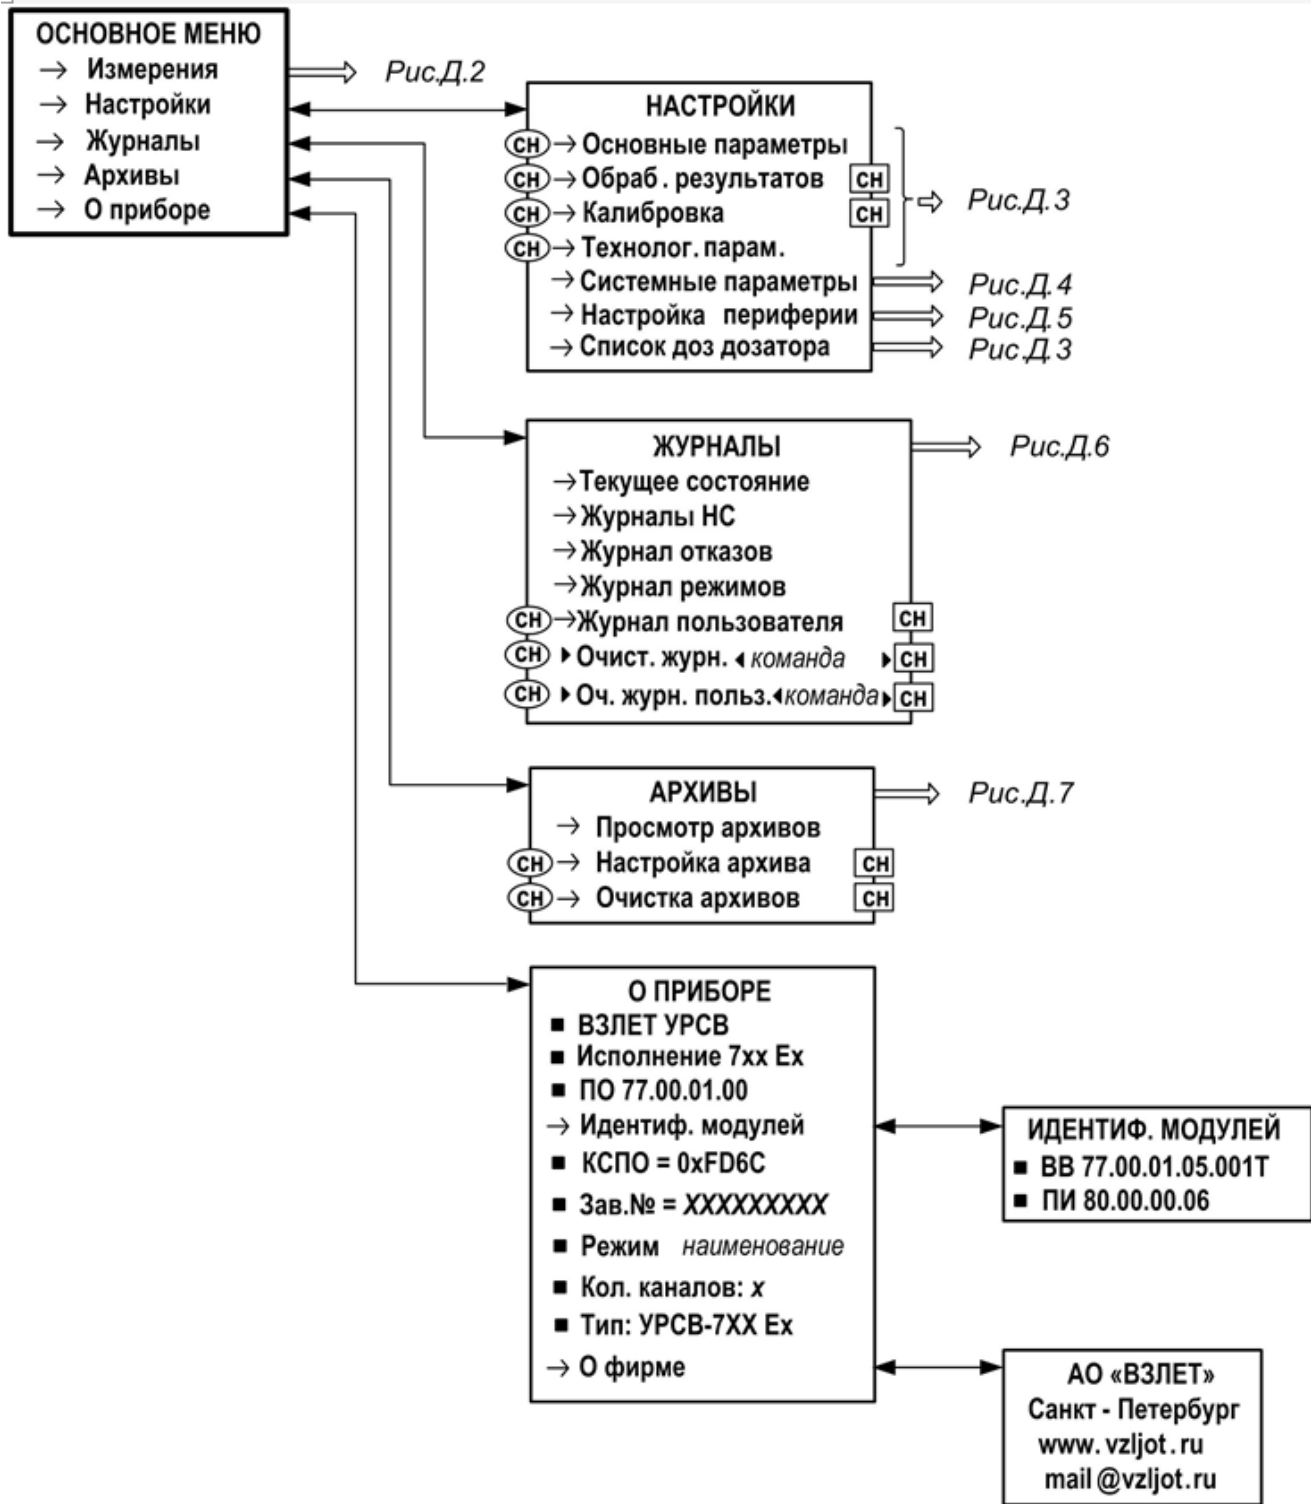 ОСНОВНОЕ МЕНЮ
→ Измерения
→ Настройки
→ Журналы
→ Архивы
→ О приборе
Рис.Д.2
НАСТРОЙКИ
СН → Основные параметры
СН → Обраб. результатов СН
СН → Калибровка СН
СН → Технолог. парам.
→ Системные параметры
→ Настройка периферии
→ Список доз дозатора
Рис.Д.3
Рис.Д.4
Рис.Д.5
Рис.Д.3
ЖУРНАЛЫ
→ Текущее состояние
→ Журналы НС
→ Журнал отказов
→ Журнал режимов
СН → Журнал пользователя СН
СН ▶ Очист. журн. ◀ команда ▶ СН
СН ▶ Оч. журн. польз. ◀ команда ▶ СН
Рис.Д.6
АРХИВЫ
→ Просмотр архивов
СН → Настройка архива СН
СН → Очистка архивов СН
Рис.Д.7
О ПРИБОРЕ
■ ВЗЛЕТ УРСВ
■ Исполнение 7xx Ex
■ ПО 77.00.01.00
→ Идентиф. модулей
■ КСПО = 0xFD6C
■ Зав.№ = XXXXXXXXX
■ Режим наименование
■ Кол. каналов: x
■ Тип: УРСВ-7XX Ex
→ О фирме
ИДЕНТИФ. МОДУЛЕЙ
■ ВВ 77.00.01.05.001Т
■ ПИ 80.00.00.06
АО «ВЗЛЕТ»
Санкт - Петербург
www.vzljot.ru
mail@vzljot.ru